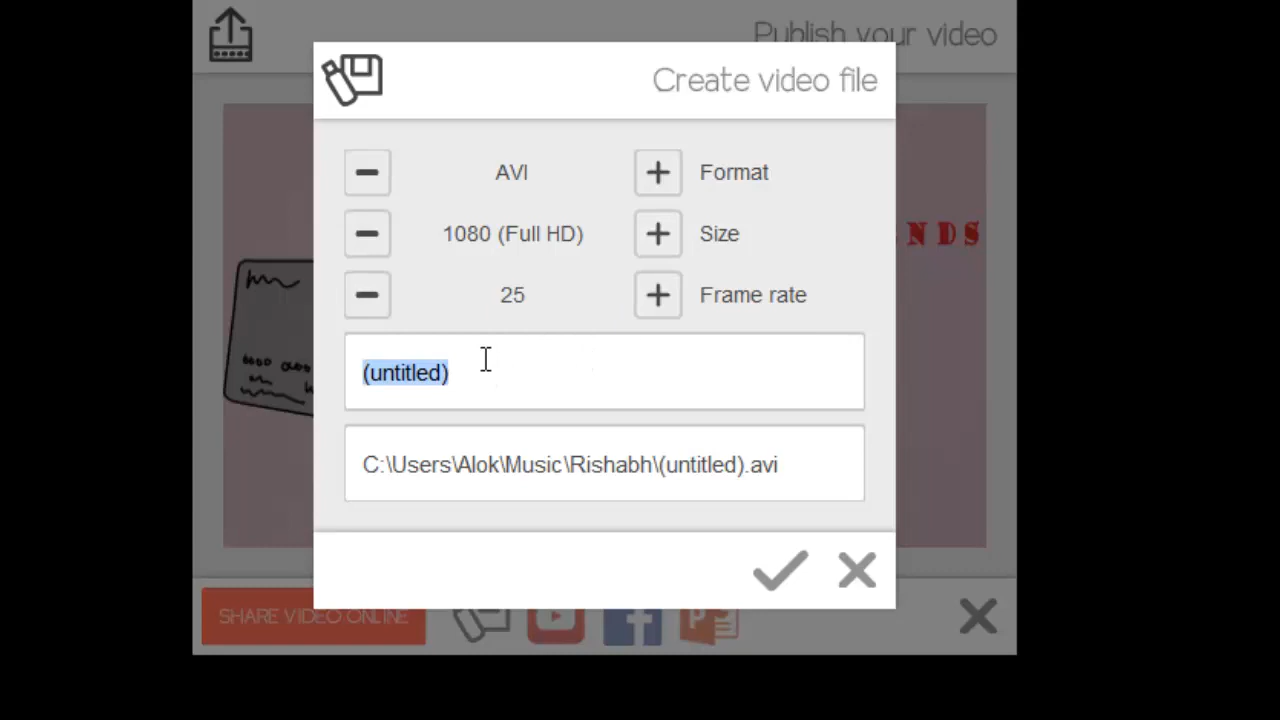 Publish your video
Create video file
AVI Format
1080 (Full HD) Size
25 Frame rate
NDS
(untitled)
C:\Users\Alok\Music\Rishabh\(untitled).avi
SHARE VIDEO ONLINE